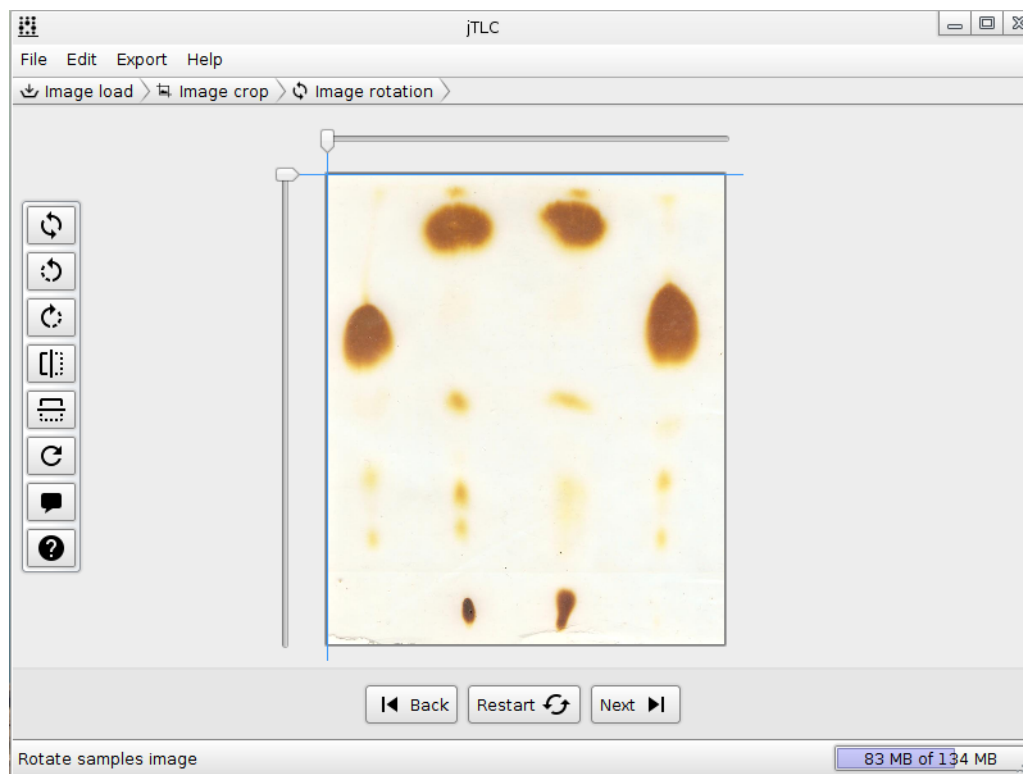 jTLC
File Edit Export Help
Image load Image crop Image rotation
Back Restart Next
Rotate samples image 83 MB of 134 MB